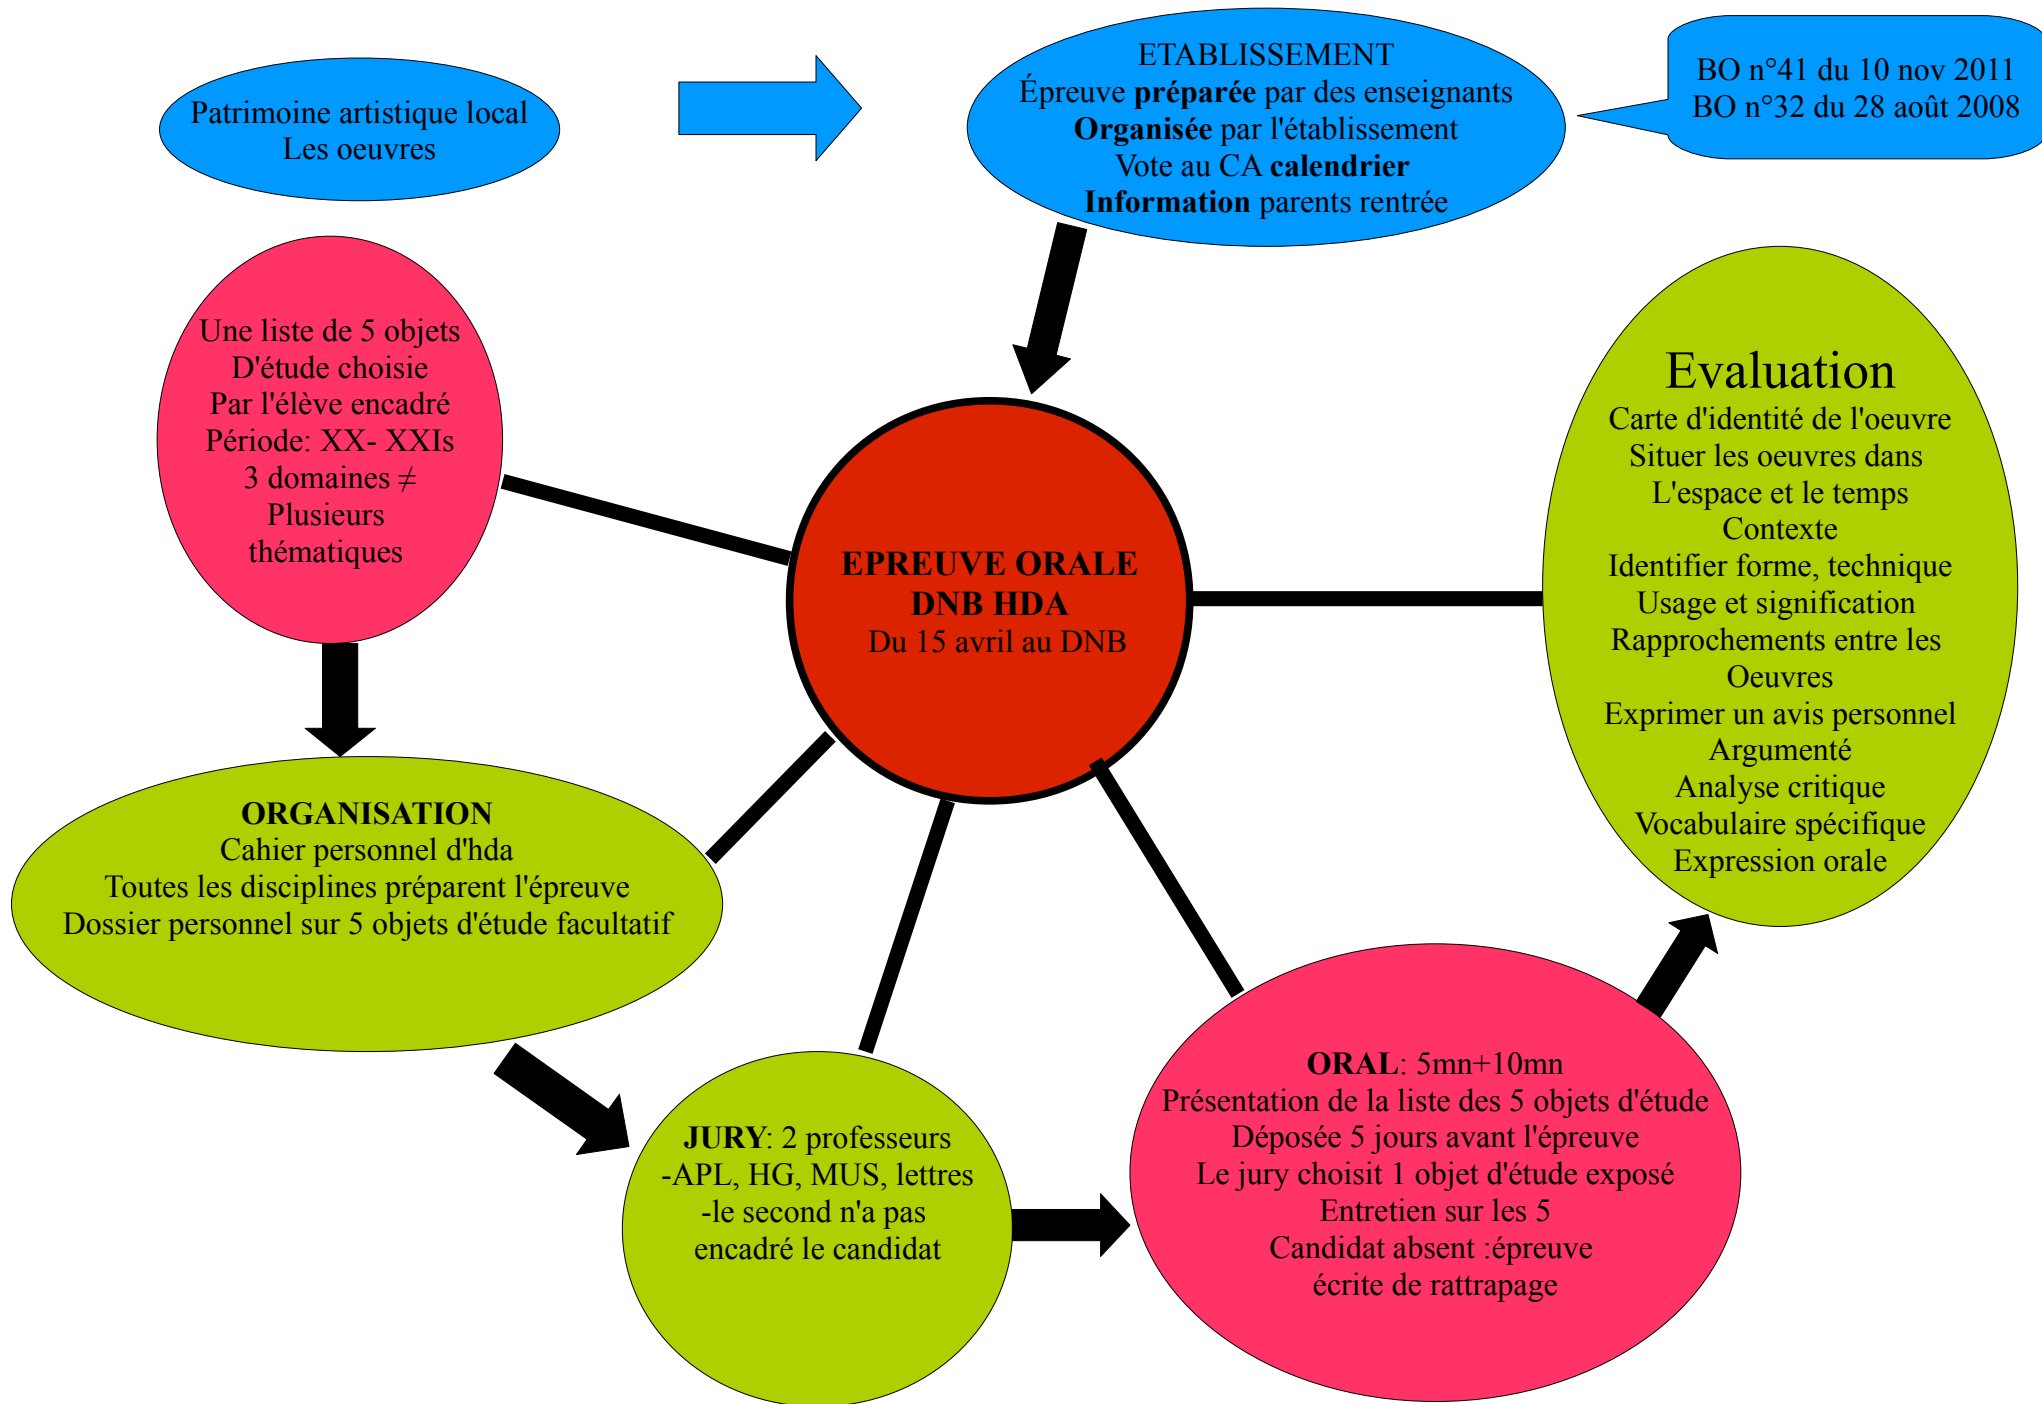 Patrimoine artistique local
Les oeuvres
ETABLISSEMENT
Épreuve préparée par des enseignants
Organisée par l'établissement
Vote au CA calendrier
Information parents rentrée
BO n°41 du 10 nov 2011
BO n°32 du 28 août 2008
Une liste de 5 objets
D'étude choisie
Par l'élève encadré
Période: XX- XXIs
3 domaines ≠
Plusieurs
thématiques
EPREUVE ORALE
DNB HDA
Du 15 avril au DNB
Evaluation
Carte d'identité de l'oeuvre
Situer les oeuvres dans
L'espace et le temps
Contexte
Identifier forme, technique
Usage et signification
Rapprochements entre les
Oeuvres
Exprimer un avis personnel
Argumenté
Analyse critique
Vocabulaire spécifique
Expression orale
ORGANISATION
Cahier personnel d'hda
Toutes les disciplines préparent l'épreuve
Dossier personnel sur 5 objets d'étude facultatif
JURY: 2 professeurs
-APL, HG, MUS, lettres
-le second n'a pas
encadré le candidat
ORAL: 5mn+10mn
Présentation de la liste des 5 objets d'étude
Déposée 5 jours avant l'épreuve
Le jury choisit 1 objet d'étude exposé
Entretien sur les 5
Candidat absent :épreuve
écrite de rattrapage